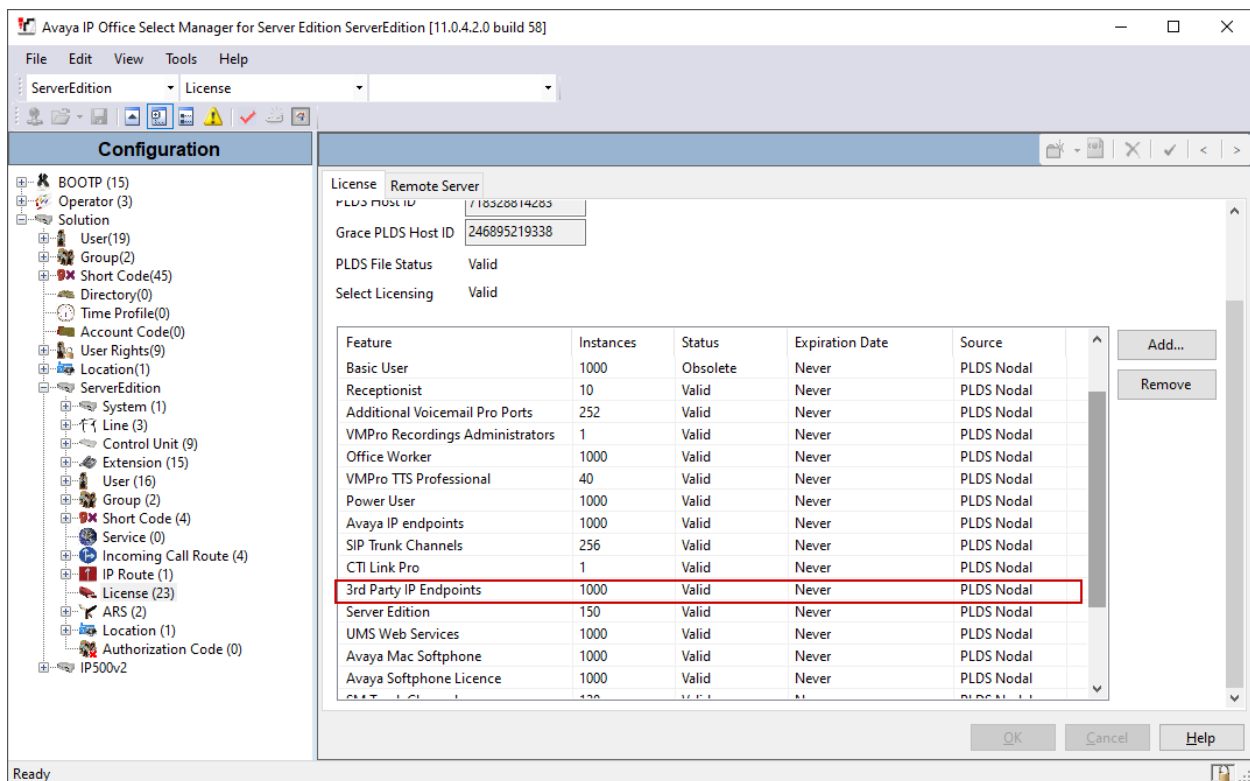 Avaya IP Office Select Manager for Server Edition ServerEdition [11.0.4.2.0 build 58]
File Edit View Tools Help
ServerEdition License
Configuration
BOOTP (15)
Operator (3)
Solution
User(19)
Group(2)
Short Code(45)
Directory(0)
Time Profile(0)
Account Code(0)
User Rights(9)
Location(1)
ServerEdition
System (1)
Line (3)
Control Unit (9)
Extension (15)
User (16)
Group (2)
Short Code (4)
Service (0)
Incoming Call Route (4)
IP Route (1)
License (23)
ARS (2)
Location (1)
Authorization Code (0)
IP500v2
License Remote Server
PLDS Host ID 718328814283
Grace PLDS Host ID 246895219338
PLDS File Status Valid
Select Licensing Valid
Feature Instances Status Expiration Date Source
Basic User 1000 Obsolete Never PLDS Nodal
Receptionist 10 Valid Never PLDS Nodal
Additional Voicemail Pro Ports 252 Valid Never PLDS Nodal
VMPro Recordings Administrators 1 Valid Never PLDS Nodal
Office Worker 1000 Valid Never PLDS Nodal
VMPro TTS Professional 40 Valid Never PLDS Nodal
Power User 1000 Valid Never PLDS Nodal
Avaya IP endpoints 1000 Valid Never PLDS Nodal
SIP Trunk Channels 256 Valid Never PLDS Nodal
CTI Link Pro 1 Valid Never PLDS Nodal
3rd Party IP Endpoints 1000 Valid Never PLDS Nodal
Server Edition 150 Valid Never PLDS Nodal
UMS Web Services 1000 Valid Never PLDS Nodal
Avaya Mac Softphone 1000 Valid Never PLDS Nodal
Avaya Softphone Licence 1000 Valid Never PLDS Nodal
Add...
Remove
OK Cancel Help
Ready